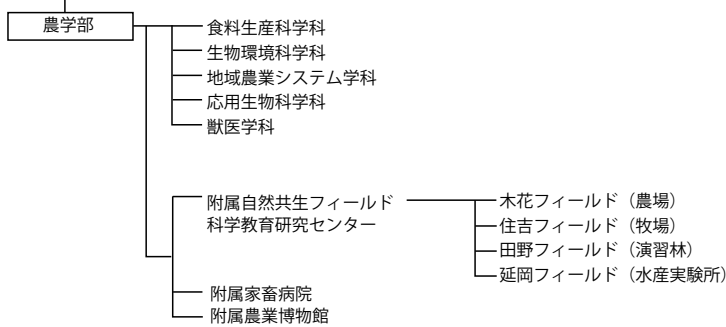 農学部
食料生産科学科
生物環境科学科
地域農業システム学科
応用生物科学科
獣医学科
附属自然共生フィールド
科学教育研究センター
木花フィールド（農場）
住吉フィールド（牧場）
田野フィールド（演習林）
延岡フィールド（水産実験所）
附属家畜病院
附属農業博物館